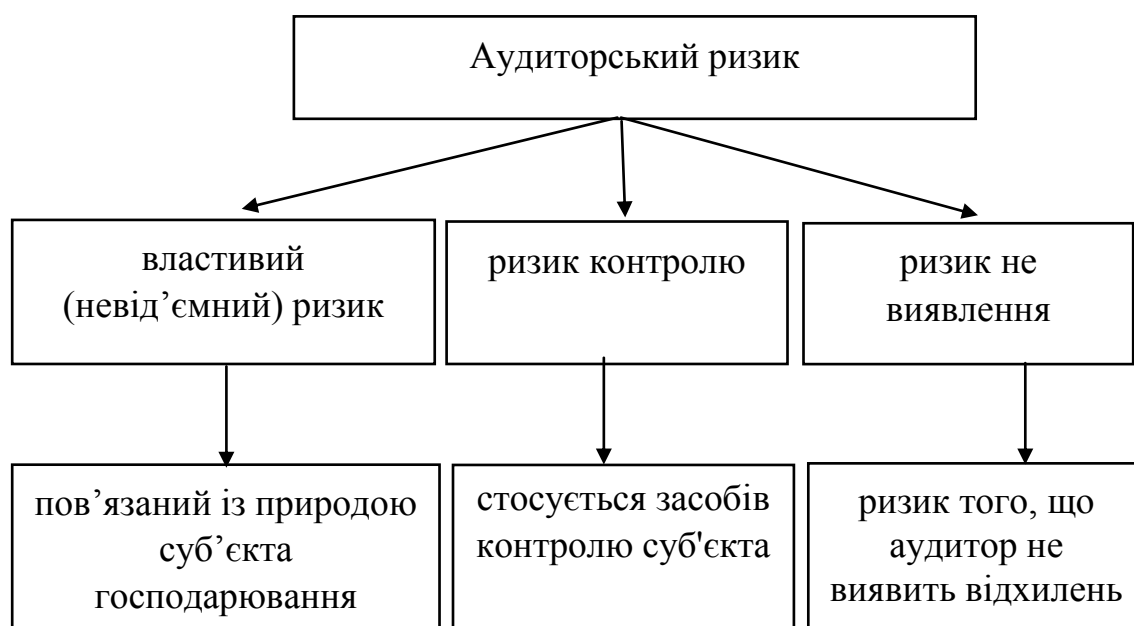 Аудиторський ризик
властивий
(невід’ємний) ризик
ризик контролю
ризик не
виявлення
пов’язаний із природою
суб’єкта
господарювання
стосується засобів
контролю суб'єкта
ризик того, що
аудитор не
виявить відхилень